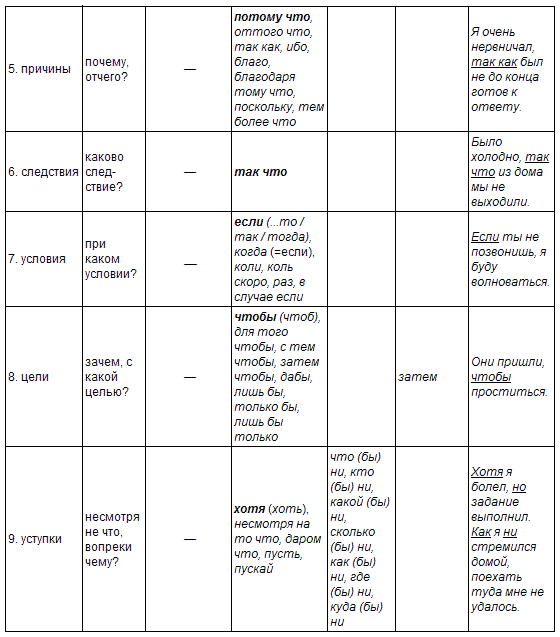 5. причины
почему,
отчего?
—
потому что,
оттого что,
так как, ибо,
благо,
благодаря
тому что,
поскольку, тем
более что
Я очень
нервничал,
так как был
не до конца
готов к
ответу.
6. следствия
каково
след-
ствие?
—
так что
Было
холодно, так
что из дома
мы не
выходили.
7. условия
при
каком
условии?
—
если (...то /
так / тогда),
когда (=если),
коли, коль
скоро, раз, в
случае если
Если ты не
позвонишь, я
буду
волноваться.
8. цели
зачем, с
какой
целью?
—
чтобы (чтоб),
для того
чтобы, с тем
чтобы, затем
чтобы, дабы,
лишь бы,
только бы,
лишь бы
только
затем
Они пришли,
чтобы
проститься.
9. уступки
несмотря
не что,
вопреки
чему?
—
хотя (хоть),
несмотря на
то что, даром
что, пусть,
пускай
что (бы)
ни, кто
(бы) ни,
какой (бы)
ни,
сколько
(бы) ни,
как (бы)
ни, где
(бы) ни,
куда (бы)
ни
Хотя я
болел, но
задание
выполнил.
Как я ни
стремился
домой,
поехать
туда мне не
удалось.